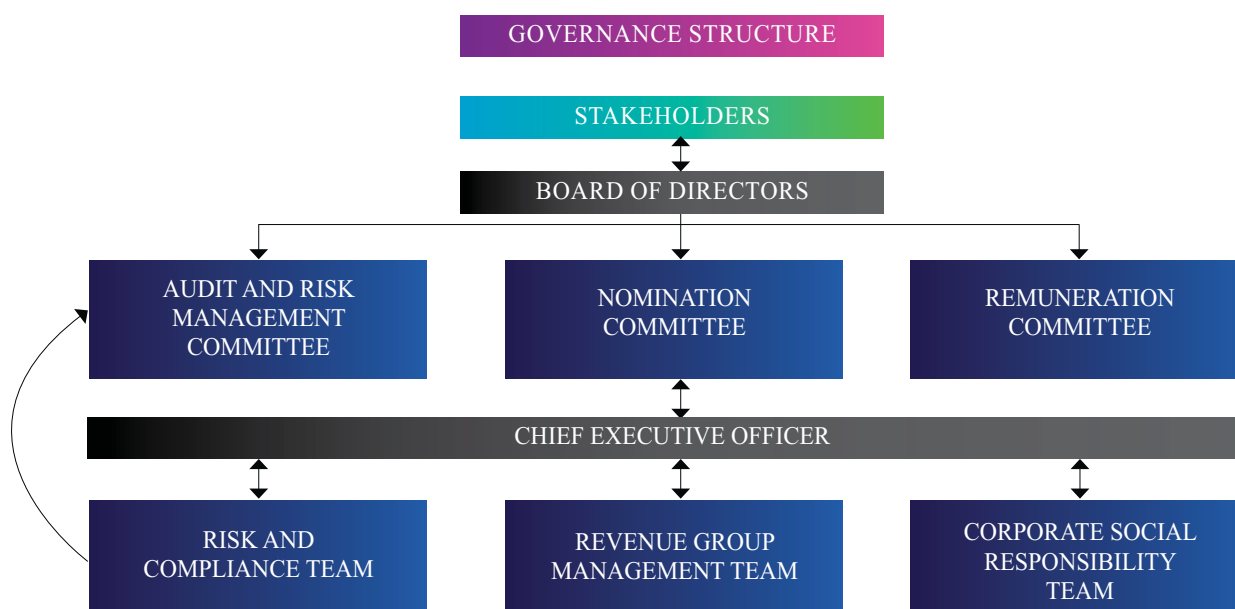 GOVERNANCE STRUCTURE
STAKEHOLDERS
BOARD OF DIRECTORS
AUDIT AND RISK
MANAGEMENT
COMMITTEE
NOMINATION
COMMITTEE
REMUNERATION
COMMITTEE
CHIEF EXECUTIVE OFFICER
RISK AND
COMPLIANCE TEAM
REVENUE GROUP
MANAGEMENT TEAM
CORPORATE SOCIAL
RESPONSIBILITY
TEAM